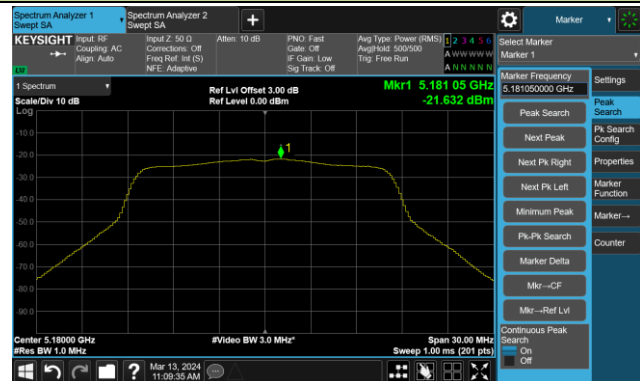 Spectrum Analyzer 1
Swept SA
Spectrum Analyzer 2
Swept SA
+
Marker
KEYSIGHT
Input: RF
Coupling: AC
Align: Auto
Input Z: 50 Ω
Corrections: Off
Freq Ref: Int (S)
NFE: Adaptive
Atten: 10 dB
PNO: Fast
Gate: Off
IF Gain: Low
Sig Track: Off
Avg Type: Power (RMS)
Avg|Hold: 500/500
Trig: Free Run
1 2 3 4 5 6
A W W W W W
A N N N N N
Select Marker
Marker 1
1 Spectrum
Scale/Div 10 dB
Log
Ref Lvl Offset 3.00 dB
Ref Level 0.00 dBm
Mkr1 5.181 05 GHz
-21.632 dBm
-10.0
-20.0
-30.0
-40.0
-50.0
-60.0
-70.0
-80.0
-90.0
1
Center 5.18000 GHz
#Res BW 1.0 MHz
#Video BW 3.0 MHz*
Span 30.00 MHz
Sweep 1.00 ms (201 pts)
Marker Frequency
5.181050000 GHz
Peak Search
Next Peak
Next Pk Right
Next Pk Left
Minimum Peak
Pk-Pk Search
Marker Delta
Mkr→CF
Mkr→Ref Lvl
Continuous Peak
Search
On
Off
Settings
Peak
Search
Pk Search
Config
Properties
Marker
Function
Marker→
Counter
?
Mar 13, 2024
11:09:35 AM